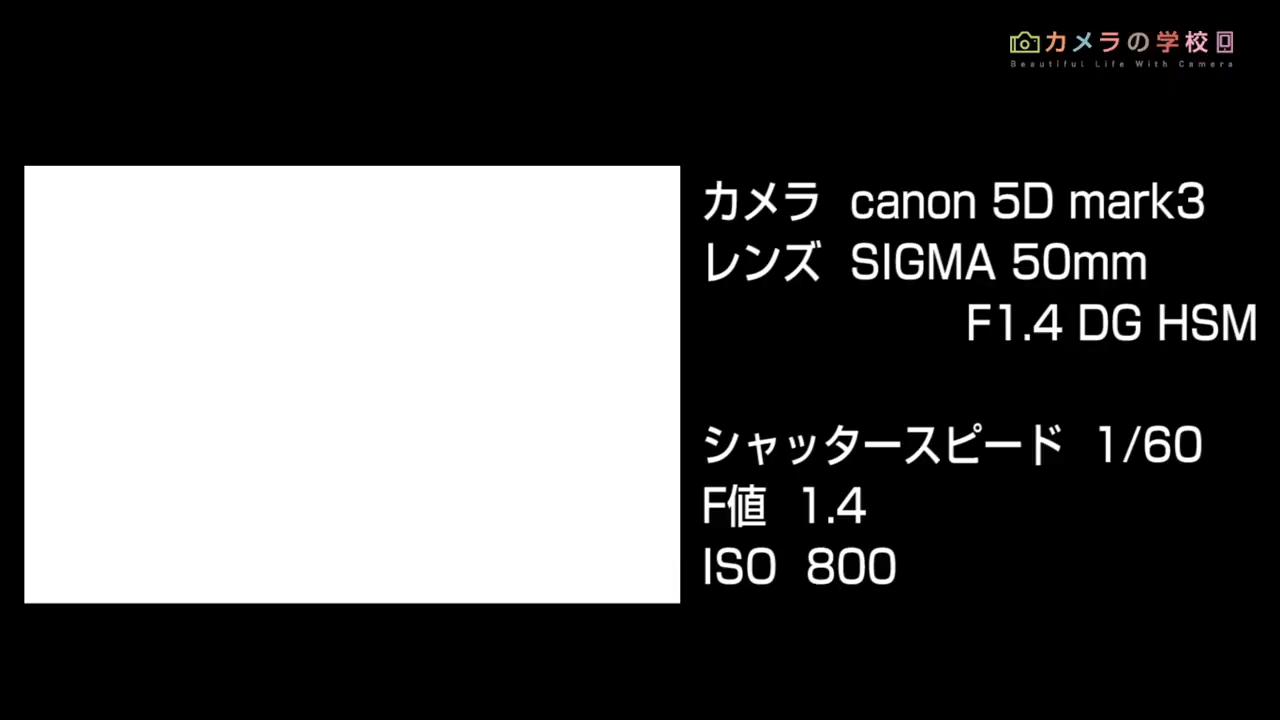 カメラの学校
Beautiful Life With Camera
カメラ canon 5D mark3
レンズ SIGMA 50mm
F1.4 DG HSM
シャッタースピード 1/60
F値 1.4
ISO 800